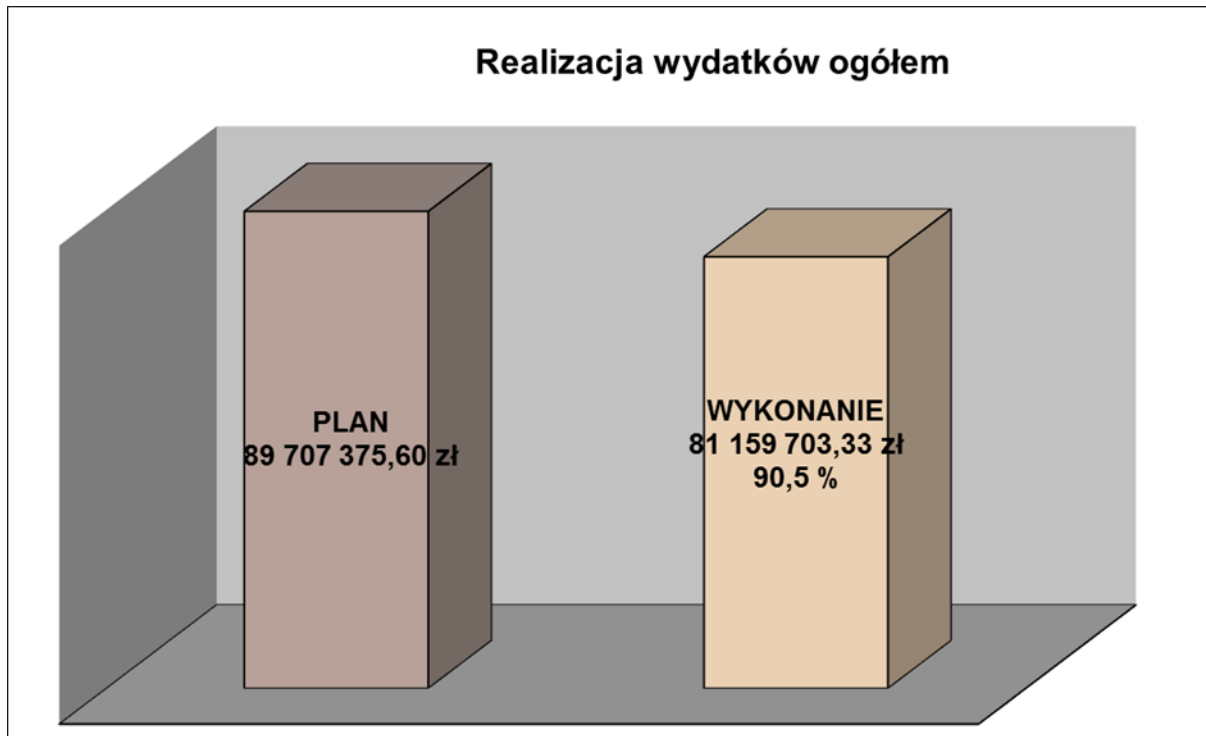 Realizacja wydatków ogółem
PLAN
89 707 375,60 zł
WYKONANIE
81 159 703,33 zł
90,5 %